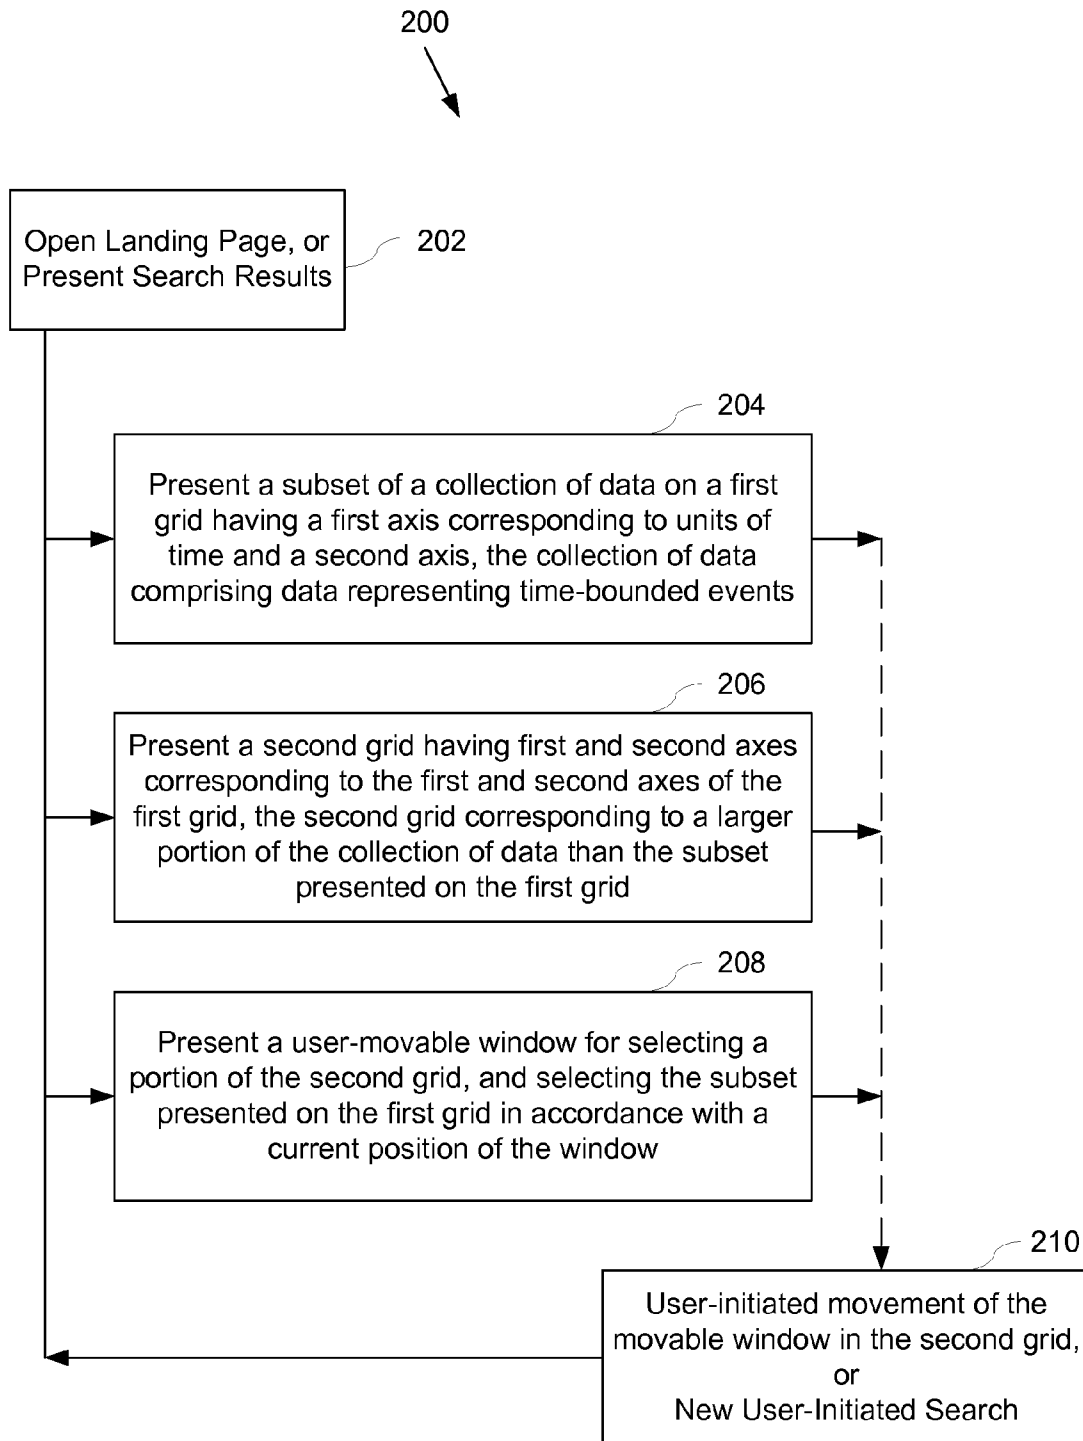 200
Open Landing Page, or
Present Search Results
202
204
Present a subset of a collection of data on a first
grid having a first axis corresponding to units of
time and a second axis, the collection of data
comprising data representing time-bounded events
206
Present a second grid having first and second axes
corresponding to the first and second axes of the
first grid, the second grid corresponding to a larger
portion of the collection of data than the subset
presented on the first grid
208
Present a user-movable window for selecting a
portion of the second grid, and selecting the subset
presented on the first grid in accordance with a
current position of the window
210
User-initiated movement of the
movable window in the second grid,
or
New User-Initiated Search